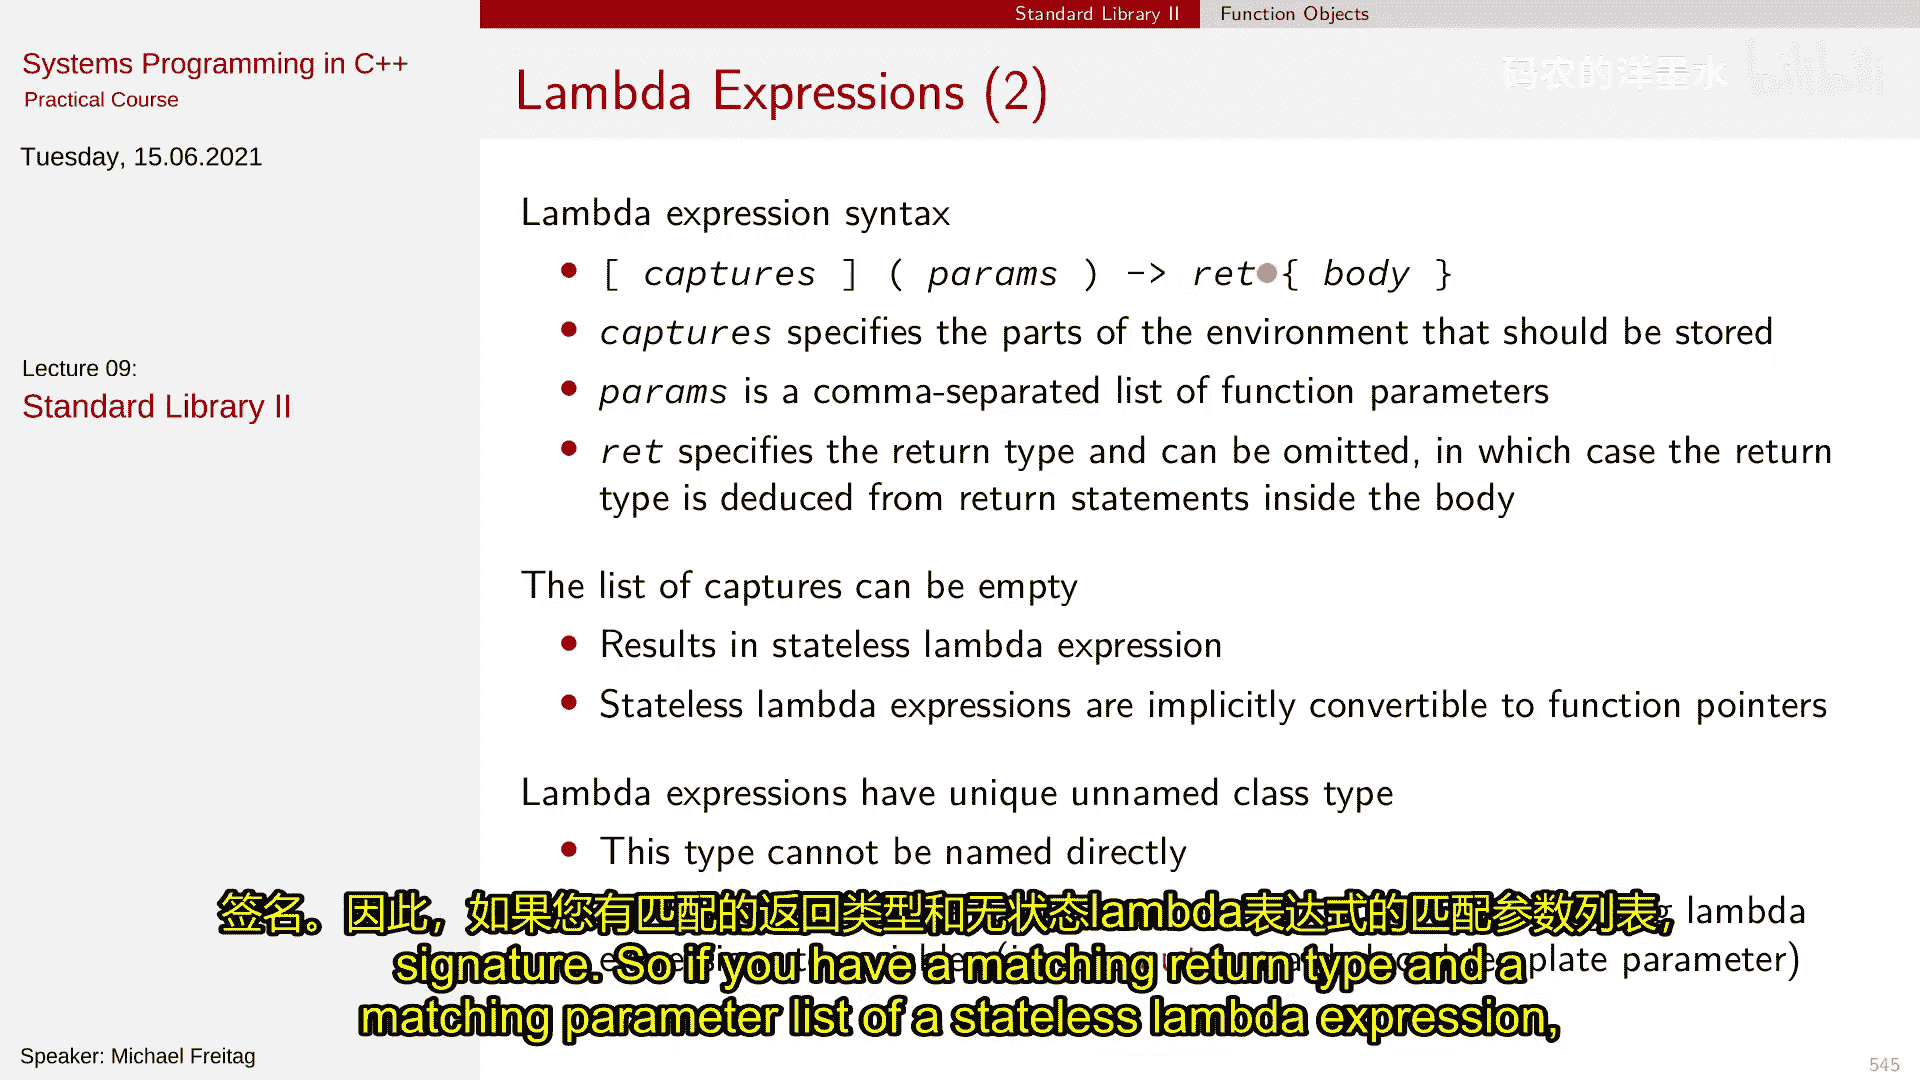 Standard Library II
Function Objects
Systems Programming in C++
Practical Course
Tuesday, 15.06.2021
Lecture 09:
Standard Library II
Lambda Expressions (2)
码农的洋墨水 bilibili
Lambda expression syntax
• [ captures ] ( params ) -> ret { body }
• captures specifies the parts of the environment that should be stored
• params is a comma-separated list of function parameters
• ret specifies the return type and can be omitted, in which case the return
type is deduced from return statements inside the body
The list of captures can be empty
• Results in stateless lambda expression
• Stateless lambda expressions are implicitly convertible to function pointers
Lambda expressions have unique unnamed class type
• This type cannot be named directly
lambda
plate parameter)
签名。因此，如果您有匹配的返回类型和无状态lambda表达式的匹配参数列表，
signature. So if you have a matching return type and a
matching parameter list of a stateless lambda expression,
Speaker: Michael Freitag
545